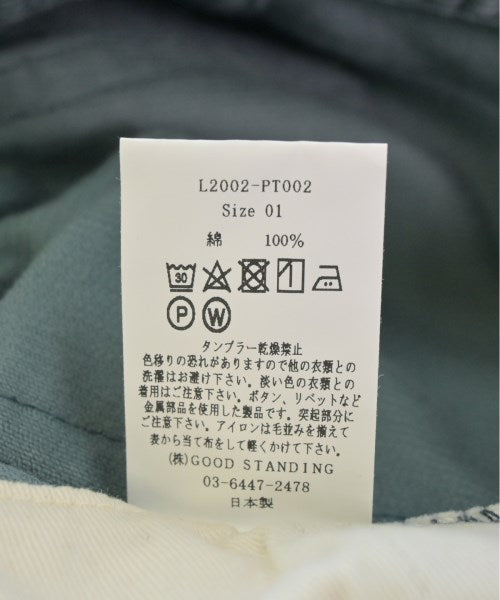 L2002-PT002
Size 01
綿 100%
30
P W
タンブラー乾燥禁止
色移りの恐れがありますので他の衣類との
洗濯はお避け下さい。淡い色の衣類との
着用はご注意下さい。ボタン、リベットなど
金属部品を使用した製品です。突起部分に
ご注意下さい。アイロンは毛並みを揃えて
表から当て布をして軽くかけて下さい。
(株)GOOD STANDING
03-6447-2478
日本製